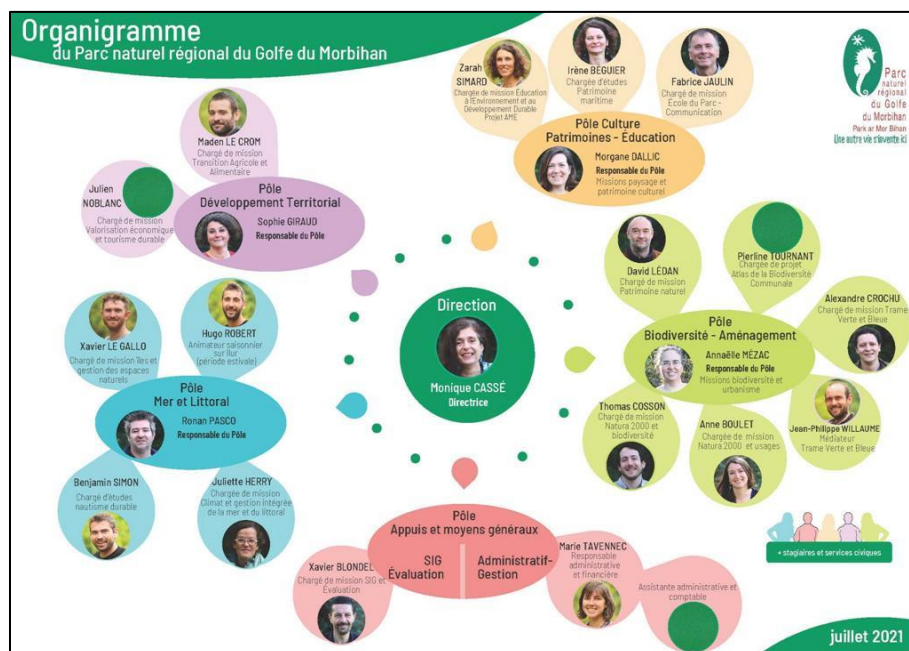 Organigramme
du Parc naturel régional du Golfe du Morbihan
Zarah
SIMARD
Chargée de mission Éducation
à l'Environnement et au
Développement Durable
Projet AME
Irène BÉGUIER
Chargée d'études
Patrimoine
maritime
Fabrice JAULIN
Chargé de mission
École du Parc -
Communication
Parc
naturel
régional
du Golfe
du Morbihan
Park ar Mor Bihan
Une autre vie s'invente ici
Pôle Culture
Patrimoines - Éducation
Morgane DALLIC
Responsable du Pôle
Missions paysage et
patrimoine culturel
Maden LE CROM
Chargé de mission
Transition Agricole et
Alimentaire
Julien
NOBLANC
Chargé de mission
Valorisation économique
et tourisme durable
Pôle
Développement Territorial
Sophie GIRAUD
Responsable du Pôle
David LÉDAN
Chargé de mission
Patrimoine naturel
Pierline TOURNANT
Chargée de projet
Atlas de la Biodiversité
Communale
Alexandre CROCHU
Chargé de mission Trame
Verte et Bleue
Direction
Monique CASSÉ
Directrice
Pôle
Biodiversité - Aménagement
Annaëlle MÉZAC
Responsable du Pôle
Missions biodiversité et
urbanisme
Xavier LE GALLO
Chargé de mission Îles et
gestion des espaces
naturels
Hugo ROBERT
Animateur saisonnier
sur Ilur
(période estivale)
Pôle
Mer et Littoral
Ronan PASCO
Responsable du Pôle
Thomas COSSON
Chargé de mission
Natura 2000 et
biodiversité
Anne BOULET
Chargée de mission
Natura 2000 et usages
Jean-Philippe WILLAUME
Médiateur
Trame Verte et Bleue
Benjamin SIMON
Chargé d'études
nautisme durable
Juliette HERRY
Chargée de mission
Climat et gestion intégrée
de la mer et du littoral
Pôle
Appuis et moyens généraux
SIG
Évaluation
Administratif-
Gestion
Xavier BLONDEL
Chargé de mission SIG et
Évaluation
Marie TAVENNEC
Responsable
administrative
et financière
Assistante administrative et
comptable
+ stagiaires et services civiques
juillet 2021